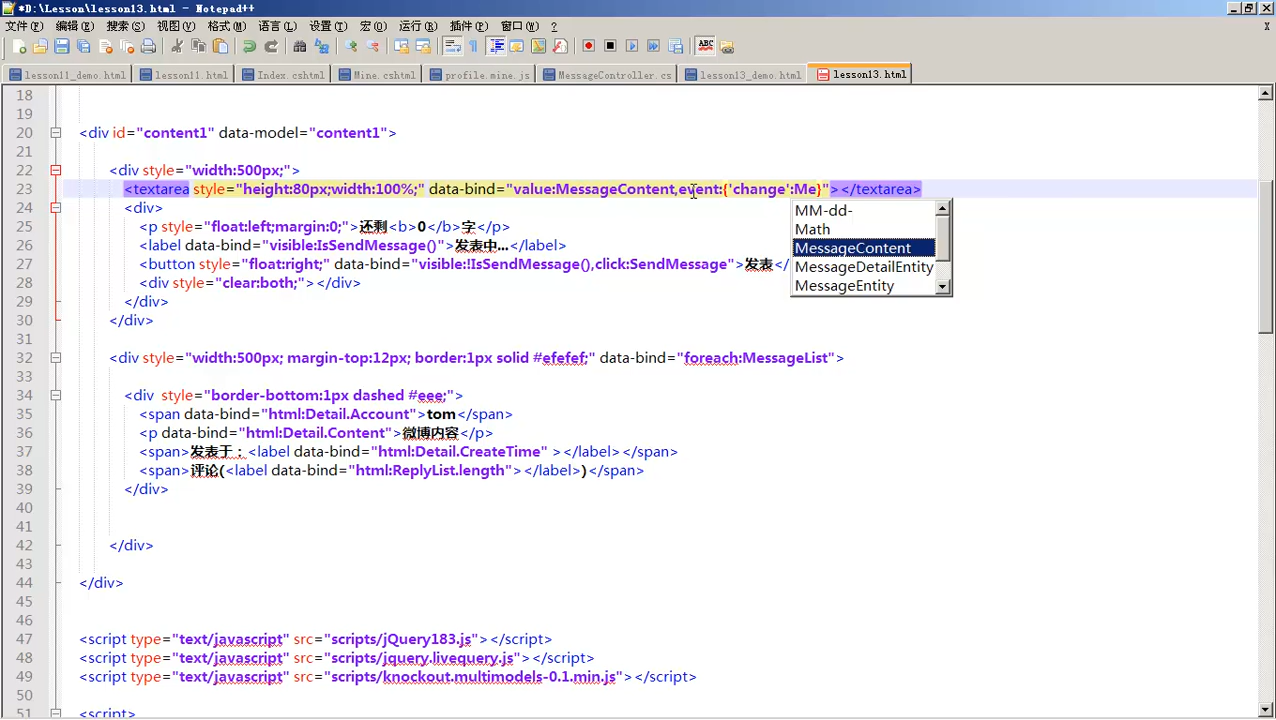 *D:\Lesson\lesson13.html - Notepad++
文件(F) 编辑(E) 搜索(S) 视图(V) 格式(M) 语言(L) 设置(T) 宏(O) 运行(R) 插件(P) 窗口(W) ?
lesson11_demo.html lesson11.html Index.cshtml Mine.cshtml profile.mine.js MessageController.cs lesson13_demo.html lesson13.html
18
19
20 <div id="content1" data-model="content1">
21
22 <div style="width:500px;">
23 <textarea style="height:80px;width:100%;" data-bind="value:MessageContent,event:{'change':Me}"></textarea>
24 <div>
25 <p style="float:left;margin:0;">还剩<b>0</b>字</p>
26 <label data-bind="visible:IsSendMessage()">发表中...</label>
27 <button style="float:right;" data-bind="visible:!IsSendMessage(),click:SendMessage">发表</
28 <div style="clear:both;"></div>
29 </div>
30 </div>
MM-dd-
Math
MessageContent
MessageDetailEntity
MessageEntity
31
32 <div style="width:500px; margin-top:12px; border:1px solid #efefef;" data-bind="foreach:MessageList">
33
34 <div style="border-bottom:1px dashed #eee;">
35 <span data-bind="html:Detail.Account">tom</span>
36 <p data-bind="html:Detail.Content">微博内容</p>
37 <span>发表于：<label data-bind="html:Detail.CreateTime" ></label></span>
38 <span>评论(<label data-bind="html:ReplyList.length"></label>)</span>
39 </div>
40
41
42 </div>
43
44 </div>
45
46
47 <script type="text/javascript" src="scripts/jQuery183.js"></script>
48 <script type="text/javascript" src="scripts/jquery.livequery.js"></script>
49 <script type="text/javascript" src="scripts/knockout.multimodels-0.1.min.js"></script>
50
51 <script>